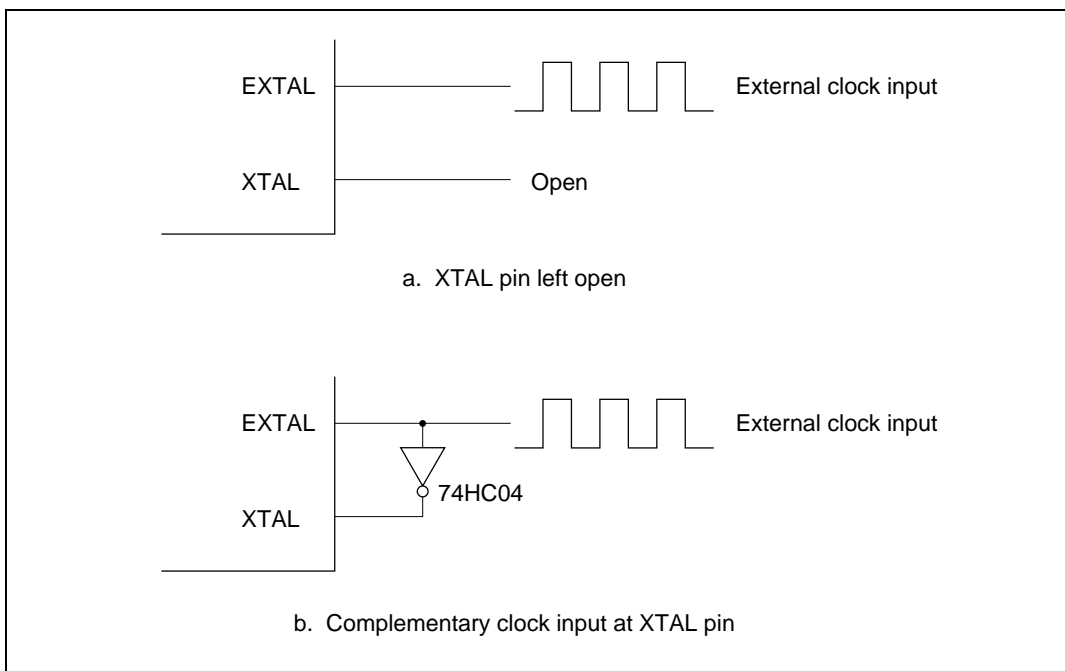 EXTAL External clock input
XTAL Open
a. XTAL pin left open
EXTAL External clock input
74HC04
XTAL
b. Complementary clock input at XTAL pin